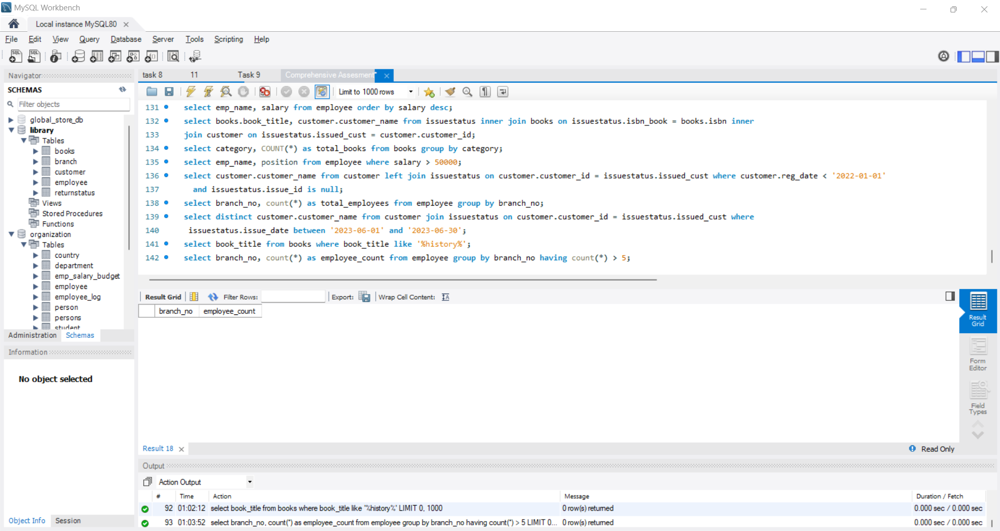 MySQL Workbench
Local instance MySQL80
File Edit View Query Database Server Tools Scripting Help
Navigator
SCHEMAS
Filter objects
global_store_db
library
Tables
books
branch
customer
employee
returnstatus
Views
Stored Procedures
Functions
organization
Tables
country
department
emp_salary_budget
employee
employee_log
person
persons
student
Administration Schemas
Information
No object selected
Object Info Session
task 8 11 Task 9 Comprehensive Assesment*
Limit to 1000 rows
131 select emp_name, salary from employee order by salary desc;
132 select books.book_title, customer.customer_name from issuestatus inner join books on issuestatus.isbn_book = books.isbn inner
133 join customer on issuestatus.issued_cust = customer.customer_id;
134 select category, COUNT(*) as total_books from books group by category;
135 select emp_name, position from employee where salary > 50000;
136 select customer.customer_name from customer left join issuestatus on customer.customer_id = issuestatus.issued_cust where customer.reg_date < '2022-01-01'
137 and issuestatus.issue_id is null;
138 select branch_no, count(*) as total_employees from employee group by branch_no;
139 select distinct customer.customer_name from customer join issuestatus on customer.customer_id = issuestatus.issued_cust where
140 issuestatus.issue_date between '2023-06-01' and '2023-06-30';
141 select book_title from books where book_title like '%history%';
142 select branch_no, count(*) as employee_count from employee group by branch_no having count(*) > 5;
Result Grid Filter Rows: Export: Wrap Cell Content:
branch_no employee_count
Result Grid
Form Editor
Field Types
Result 18
Read Only
Output
Action Output
# Time Action Message Duration / Fetch
92 01:02:12 select book_title from books where book_title like '%history%' LIMIT 0, 1000 0 row(s) returned 0.000 sec / 0.000 sec
93 01:03:52 select branch_no, count(*) as employee_count from employee group by branch_no having count(*) > 5 LIMIT 0... 0 row(s) returned 0.000 sec / 0.000 sec